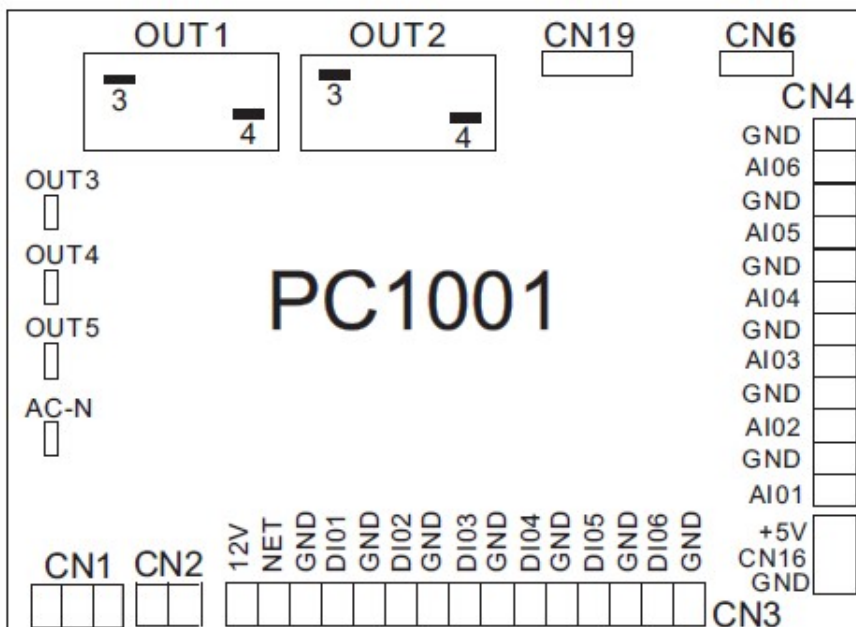 OUT1 OUT2 CN19 CN6
3 3
4 4
CN4
GND
AI06
GND
AI05
GND
AI04
GND
AI03
GND
AI02
GND
AI01
+5V
CN16
GND
OUT3
OUT4
OUT5
AC-N
PC1001
12V
NET
GND
DI01
GND
DI02
GND
DI03
GND
DI04
GND
DI05
GND
DI06
GND
CN1 CN2
CN3